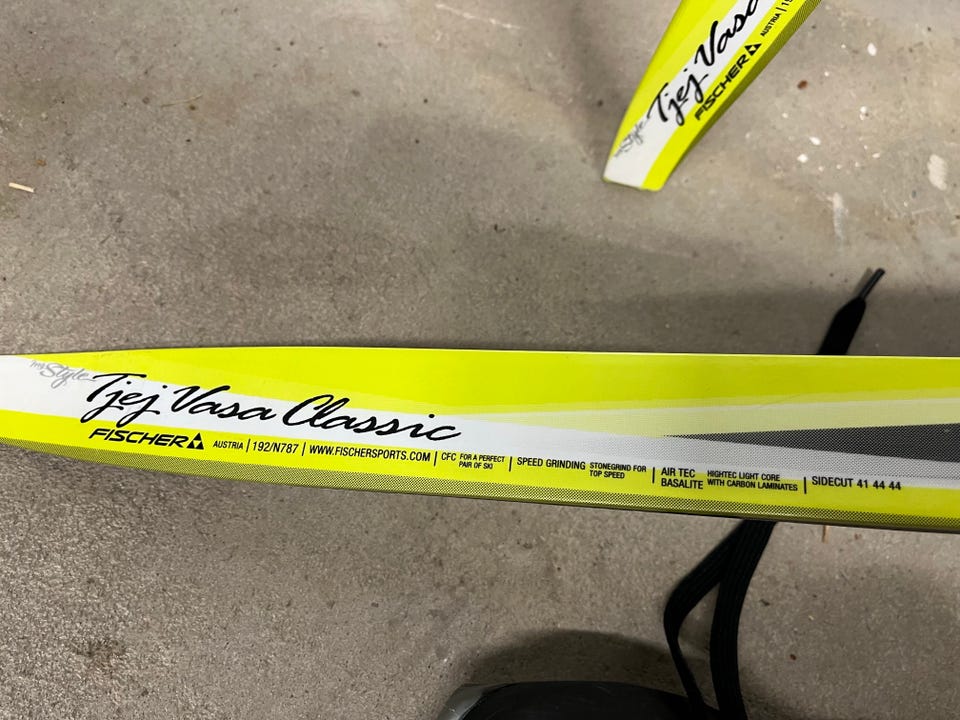 Tjej Vasa
FISCHER
AUSTRIA
my Style
Tjej Vasa Classic
FISCHER AUSTRIA | 192/N787 | WWW.FISCHERSPORTS.COM | CFC FOR A PERFECT PAIR OF SKI | SPEED GRINDING STONEGRIND FOR TOP SPEED | AIR TEC BASALITE HIGHTEC LIGHT CORE WITH CARBON LAMINATES | SIDECUT 41 44 44